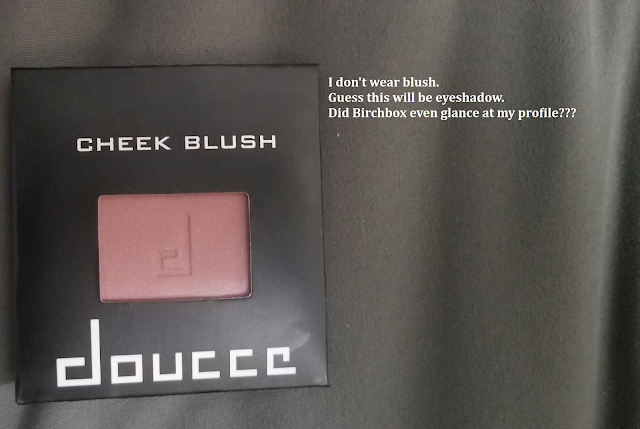 I don't wear blush.
Guess this will be eyeshadow.
Did Birchbox even glance at my profile???
CHEEK BLUSH
d
doucce